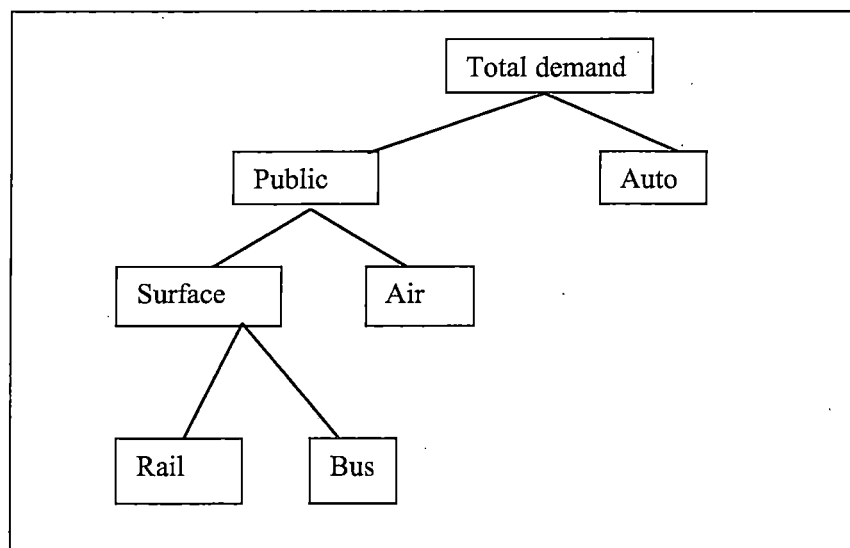 Total demand
Public
Auto
Surface
Air
Rail
Bus